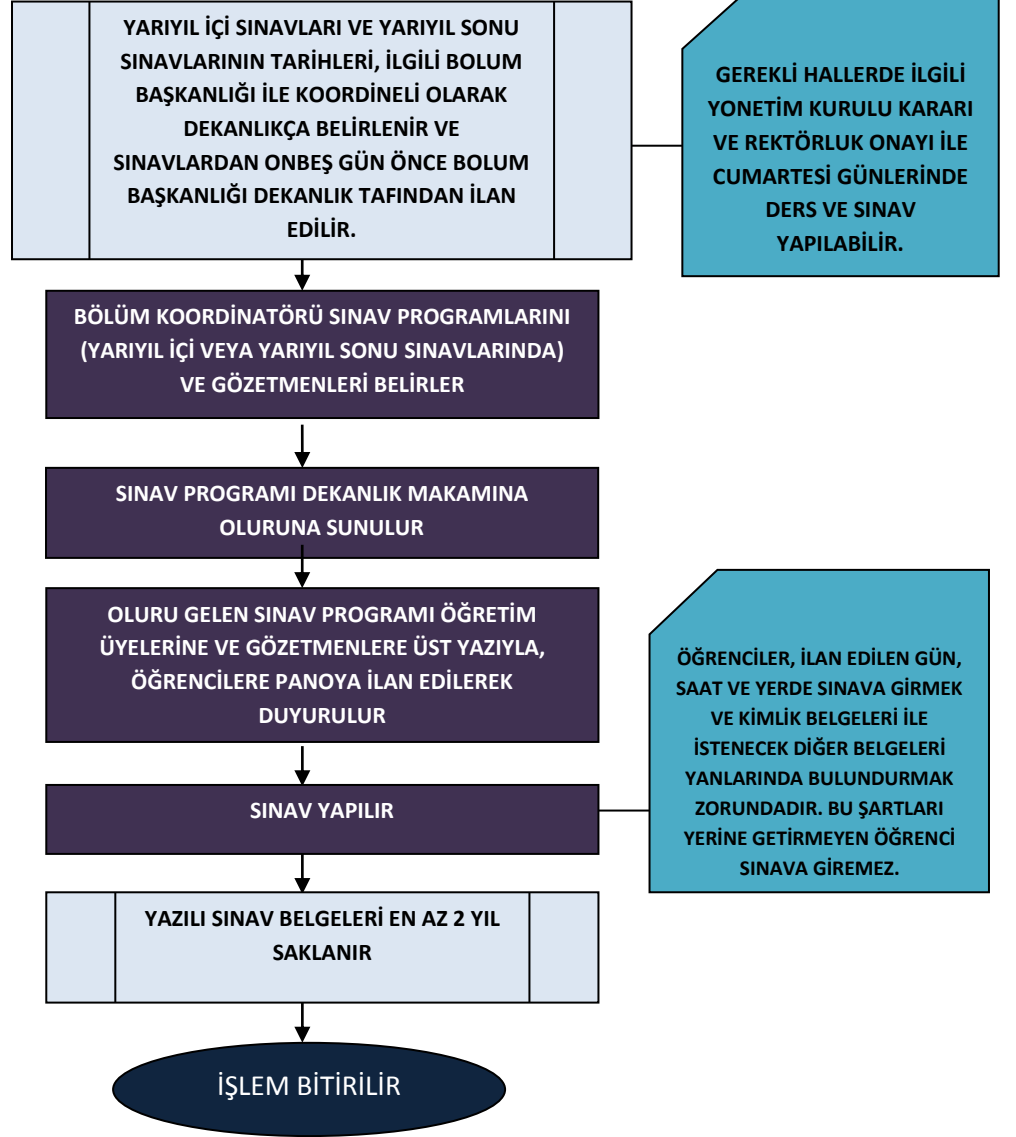 YARIYIL İÇİ SINAVLARI VE YARIYIL SONU
SINAVLARININ TARİHLERİ, İLGİLİ BOLUM
BAŞKANLIĞI İLE KOORDİNELİ OLARAK
DEKANLIKÇA BELİRLENİR VE
SINAVLARDAN ONBEŞ GÜN ÖNCE BOLUM
BAŞKANLIĞI DEKANLIK TAFINDAN İLAN
EDİLİR.
GEREKLİ HALLERDE İLGİLİ
YONETİM KURULU KARARI
VE REKTÖRLUK ONAYI İLE
CUMARTESİ GÜNLERİNDE
DERS VE SINAV
YAPILABİLİR.
BÖLÜM KOORDİNATÖRÜ SINAV PROGRAMLARINI
(YARIYIL İÇİ VEYA YARIYIL SONU SINAVLARINDA)
VE GÖZETMENLERİ BELİRLER
SINAV PROGRAMI DEKANLIK MAKAMINA
OLURUNA SUNULUR
OLURU GELEN SINAV PROGRAMI ÖĞRETİM
ÜYELERİNE VE GÖZETMENLERE ÜST YAZIYLA,
ÖĞRENCİLERE PANOYA İLAN EDİLEREK
DUYURULUR
SINAV YAPILIR
ÖĞRENCİLER, İLAN EDİLEN GÜN,
SAAT VE YERDE SINAVA GİRMEK
VE KİMLİK BELGELERİ İLE
İSTENECEK DİĞER BELGELERİ
YANLARINDA BULUNDURMAK
ZORUNDADIR. BU ŞARTLARI
YERİNE GETİRMEYEN ÖĞRENCİ
SINAVA GİREMEZ.
YAZILI SINAV BELGELERİ EN AZ 2 YIL
SAKLANIR
İŞLEM BİTİRİLİR